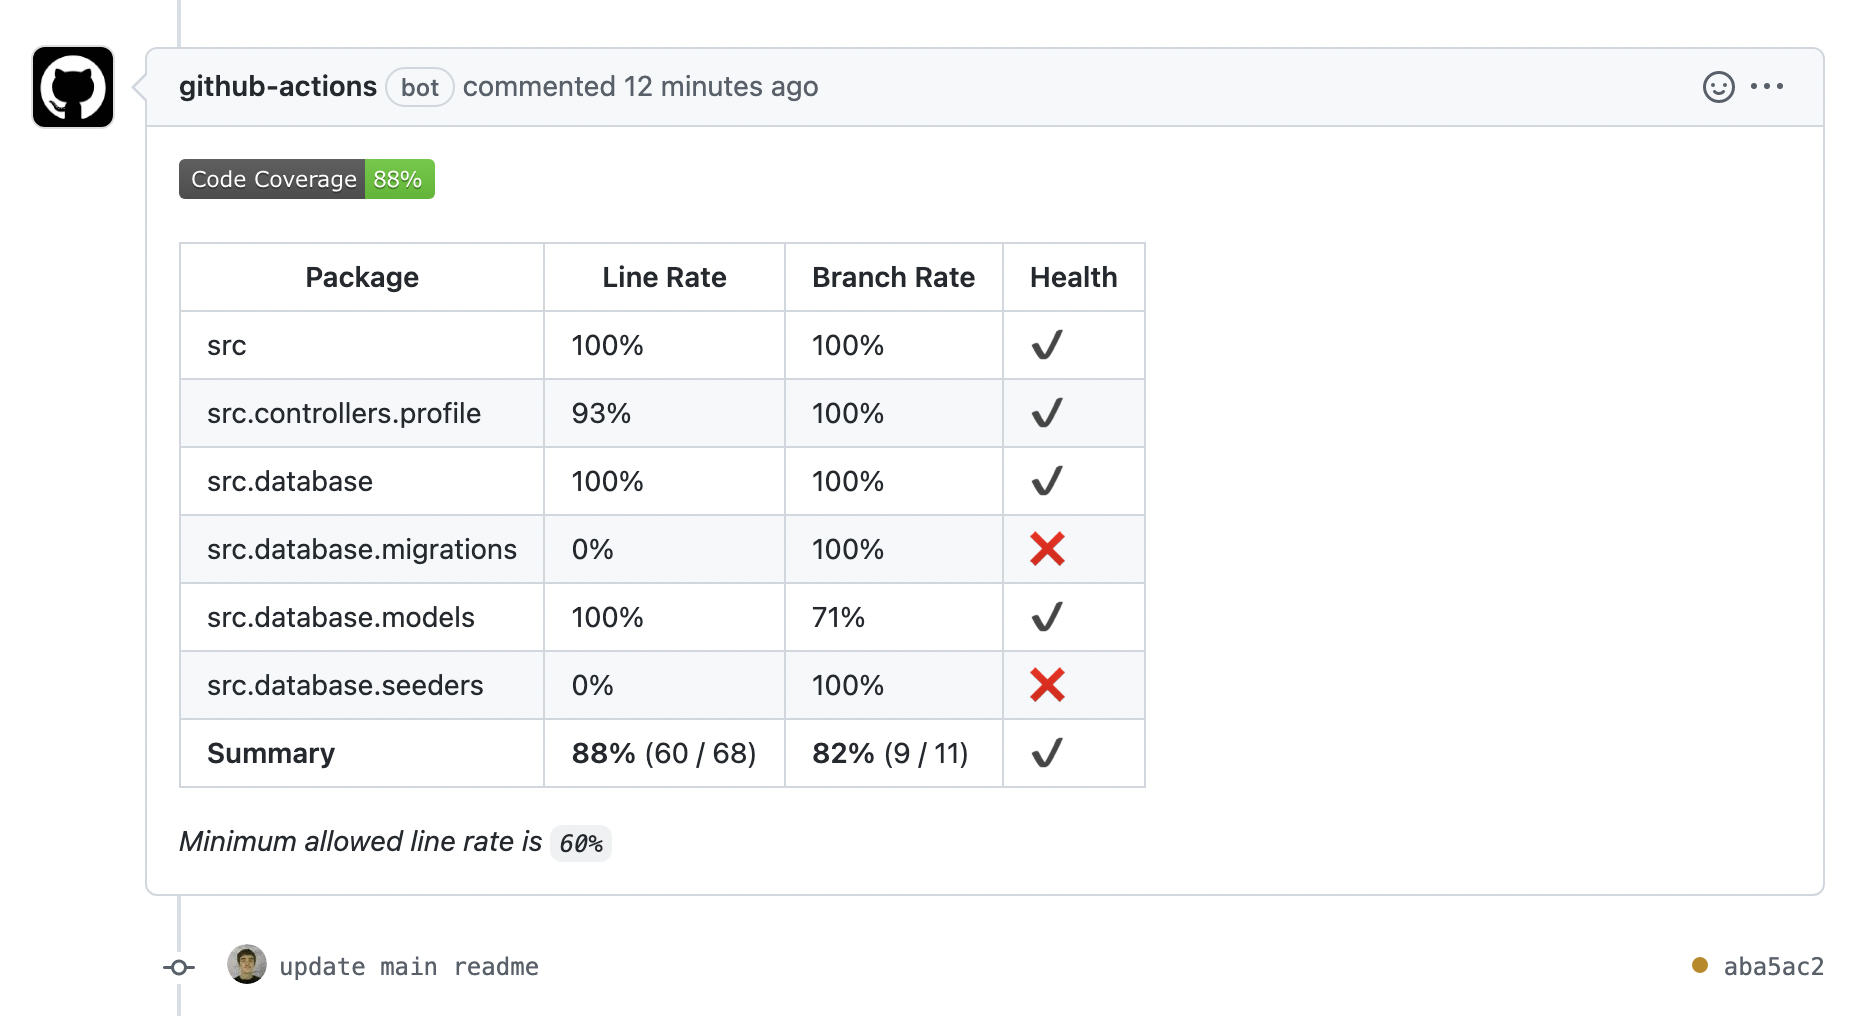 github-actions bot commented 12 minutes ago
Code Coverage 88%
Package Line Rate Branch Rate Health
src 100% 100% ✔
src.controllers.profile 93% 100% ✔
src.database 100% 100% ✔
src.database.migrations 0% 100% ❌
src.database.models 100% 71% ✔
src.database.seeders 0% 100% ❌
Summary 88% (60 / 68) 82% (9 / 11) ✔
Minimum allowed line rate is 60%
update main readme aba5ac2